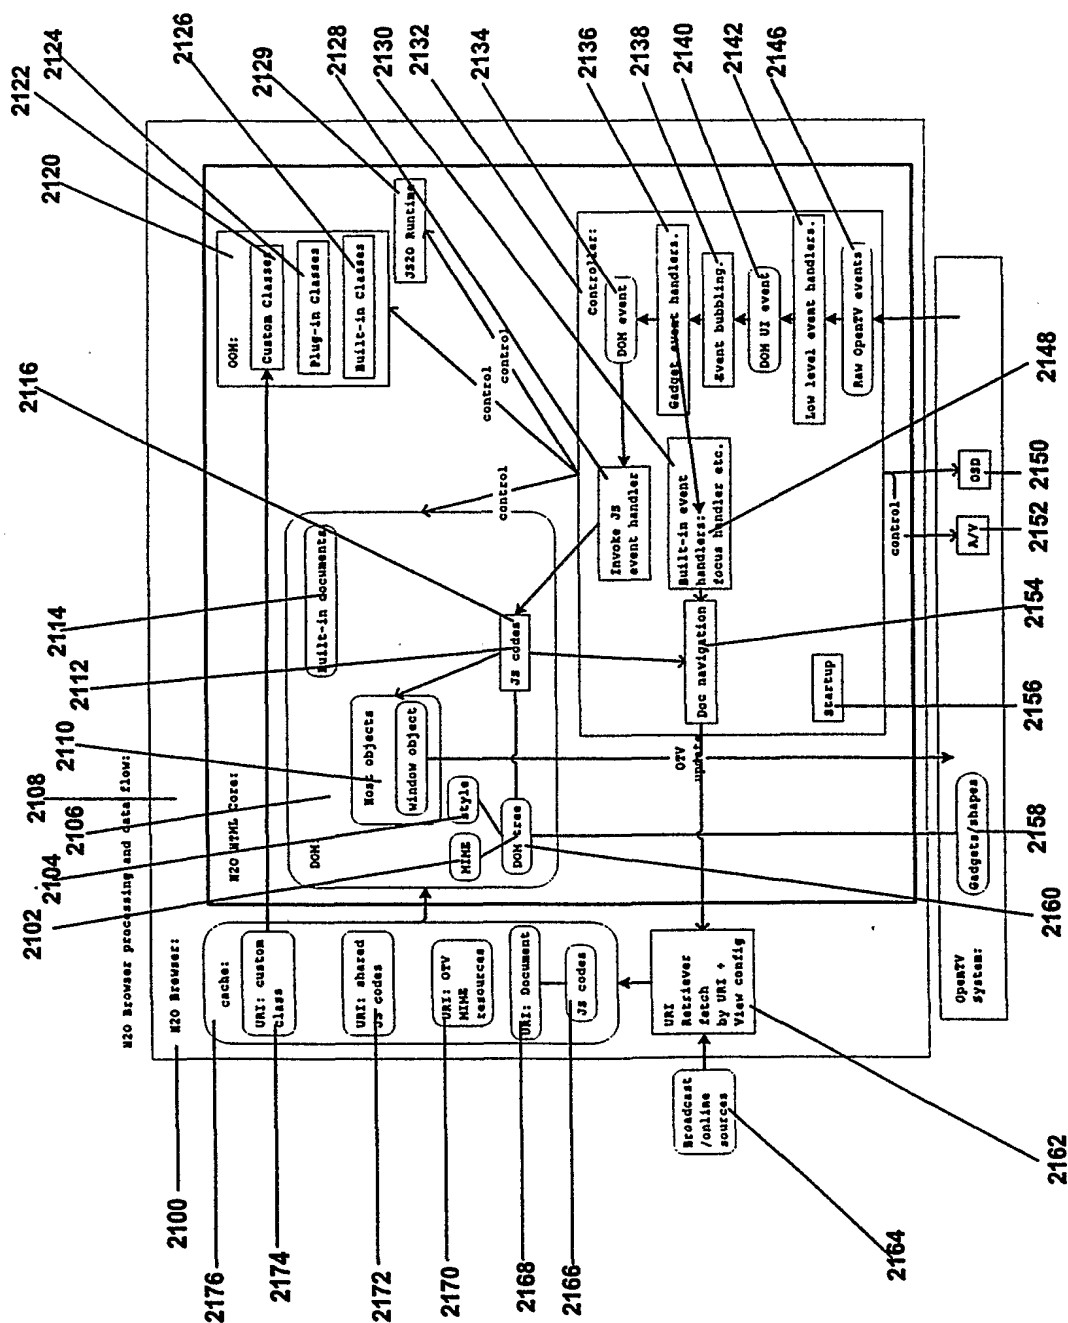 H2O Browser processing and data flow:
H2O Browser:
cache:
URI: custom
class
URI: shared
JS codes
URI: OTV
MIME
resources
URI: Document
JS codes
URI
Retriever
fetch
by URI +
View config
Broadcast
/online
sources
H2O HTML Core:
DOM:
MIME
style
DOM tree
Host objects
window object
Built-in documents
JS codes
control
control
control
OOM:
Custom Classes
Plug-in Classes
Built-in Classes
JS2O Runtime
Controller:
DOM event
Gadget event handlers.
Event bubbling.
DOM UI event
Low level event handlers.
Raw OpenTV events
Invoke JS
event handler
Built-in event
handlers:
focus handler etc.
Doc navigation
Startup
OTV
update
control
OpenTV
system:
Gadgets/shapes
A/V
OSD
2100
2102
2104
2106
2108
2110
2112
2114
2116
2120
2122
2124
2126
2129
2128
2130
2132
2134
2136
2138
2140
2142
2146
2148
2150
2152
2154
2156
2158
2160
2162
2164
2166
2168
2170
2172
2174
2176